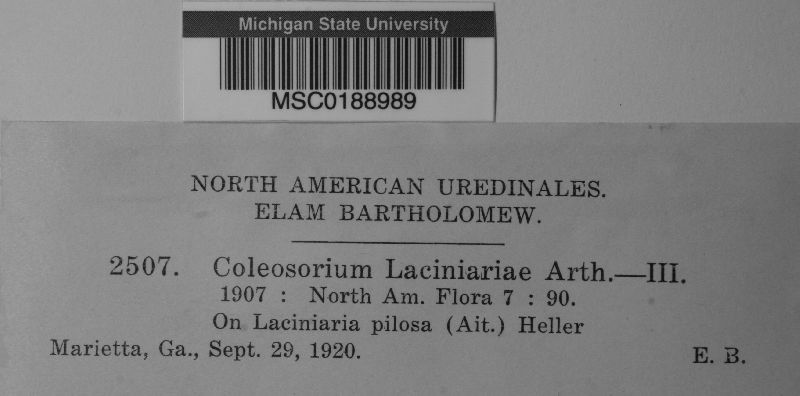 Michigan State University
MSC0188989
NORTH AMERICAN UREDINALES.
ELAM BARTHOLOMEW.
2507. Coleosorium Laciniariae Arth.—III.
1907 : North Am. Flora 7 : 90.
On Laciniaria pilosa (Ait.) Heller
Marietta, Ga., Sept. 29, 1920. E. B.